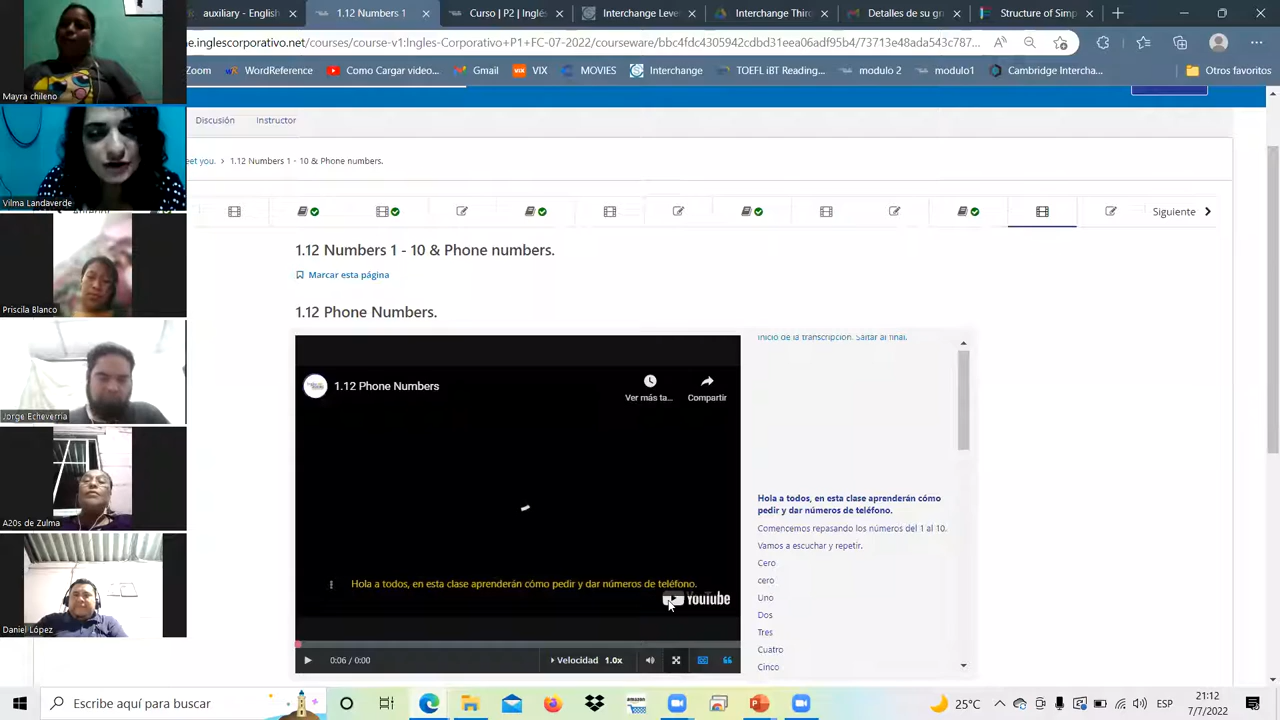 auxiliary - English
1.12 Numbers 1
Curso | P2 | Inglés
Interchange Leve
Interchange Third
Detalles de su g
Structure of Simp
ne.inglescorporativo.net/courses/course-v1:Ingles-Corporativo+P1+FC-07-2022/courseware/bbc4fdc4305942cdbd31eea06adf95b4/73713e48ada543c787...
Zoom
WordReference
Como Cargar video...
Gmail
VIX
MOVIES
Interchange
TOEFL iBT Reading...
modulo 2
modulo1
Cambridge Intercha...
Otros favoritos
Mayra chileno
Discusión
Instructor
eet you. > 1.12 Numbers 1 - 10 & Phone numbers.
Vilma Landaverde
Siguiente
1.12 Numbers 1 - 10 & Phone numbers.
Marcar esta página
Priscila Blanco
1.12 Phone Numbers.
Inicio de la transcripción. Saltar al final.
1.12 Phone Numbers
Ver más ta...
Compartir
Jorge Echeverria
Hola a todos, en esta clase aprenderán cómo
pedir y dar números de teléfono.
A20s de Zulma
Comencemos repasando los números del 1 al 10.
Vamos a escuchar y repetir.
Cero
cero
Hola a todos, en esta clase aprenderán cómo pedir y dar números de teléfono.
YouTube
Uno
Dos
Daniel López
Tres
Cuatro
0:06 / 0:00
Velocidad 1.0x
Cinco
Escribe aquí para buscar
amazon
25°C
ESP
21:12
7/7/2022